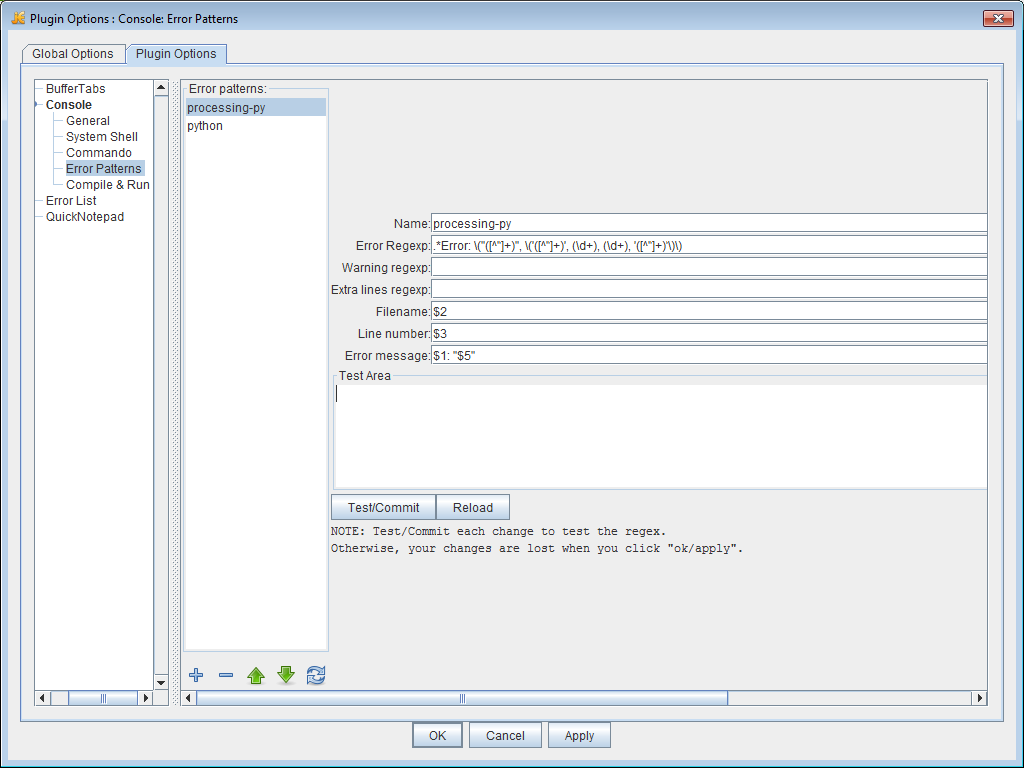 Plugin Options : Console: Error Patterns
Global Options
Plugin Options
BufferTabs
Console
General
System Shell
Commando
Error Patterns
Compile & Run
Error List
QuickNotepad
Error patterns:
processing-py
python
Name: processing-py
Error Regexp: .*Error: \("([^"]+)", \('([^"]+)', (\d+), (\d+), '([^"]+)'\)\)
Warning regexp:
Extra lines regexp:
Filename: $2
Line number: $3
Error message: $1: "$5"
Test Area
Test/Commit
Reload
NOTE: Test/Commit each change to test the regex.
Otherwise, your changes are lost when you click "ok/apply".
OK
Cancel
Apply